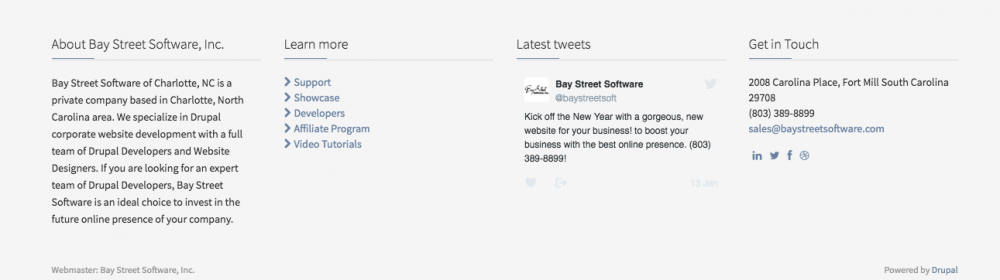 About Bay Street Software, Inc.
Bay Street Software of Charlotte, NC is a
private company based in Charlotte, North
Carolina area. We specialize in Drupal
corporate website development with a full
team of Drupal Developers and Website
Designers. If you are looking for an expert
team of Drupal Developers, Bay Street
Software is an ideal choice to invest in the
future online presence of your company.
Learn more
Support
Showcase
Developers
Affiliate Program
Video Tutorials
Latest tweets
Bay Street Software
@baystreetsoft
Kick off the New Year with a gorgeous, new
website for your business! to boost your
business with the best online presence. (803)
389-8899!
13 Jan
Get in Touch
2008 Carolina Place, Fort Mill South Carolina
29708
(803) 389-8899
sales@baystreetsoftware.com
Webmaster: Bay Street Software, Inc.
Powered by Drupal